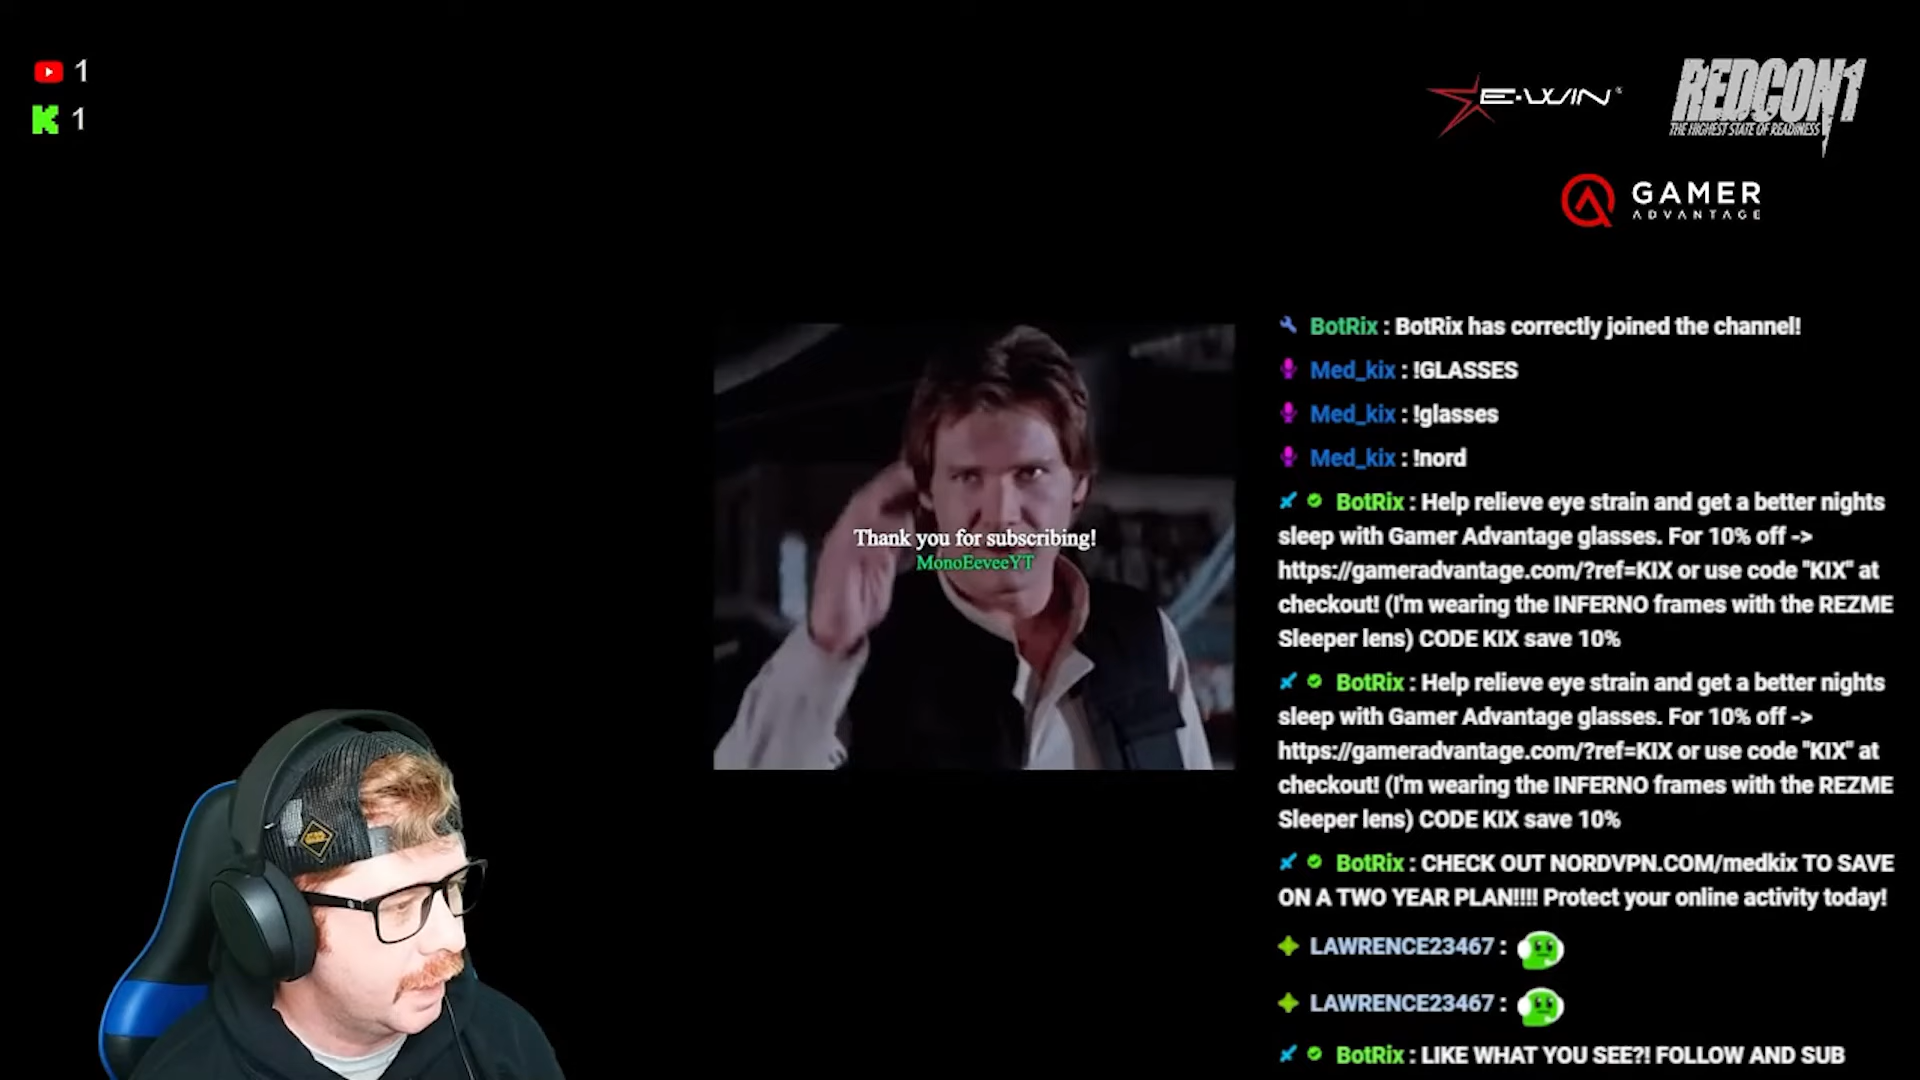 1
K 1
E-WIN
REDCON1
THE HIGHEST STATE OF READINESS
GAMER
ADVANTAGE
BotRix : BotRix has correctly joined the channel!
Med_kix : !GLASSES
Med_kix : !glasses
Med_kix : !nord
BotRix : Help relieve eye strain and get a better nights
sleep with Gamer Advantage glasses. For 10% off ->
https://gameradvantage.com/?ref=KIX or use code "KIX" at
checkout! (I'm wearing the INFERNO frames with the REZME
Sleeper lens) CODE KIX save 10%
BotRix : Help relieve eye strain and get a better nights
sleep with Gamer Advantage glasses. For 10% off ->
https://gameradvantage.com/?ref=KIX or use code "KIX" at
checkout! (I'm wearing the INFERNO frames with the REZME
Sleeper lens) CODE KIX save 10%
BotRix : CHECK OUT NORDVPN.COM/medkix TO SAVE
ON A TWO YEAR PLAN!!!! Protect your online activity today!
LAWRENCE23467 :
LAWRENCE23467 :
BotRix : LIKE WHAT YOU SEE?! FOLLOW AND SUB
Thank you for subscribing!
MonoEeveeYT